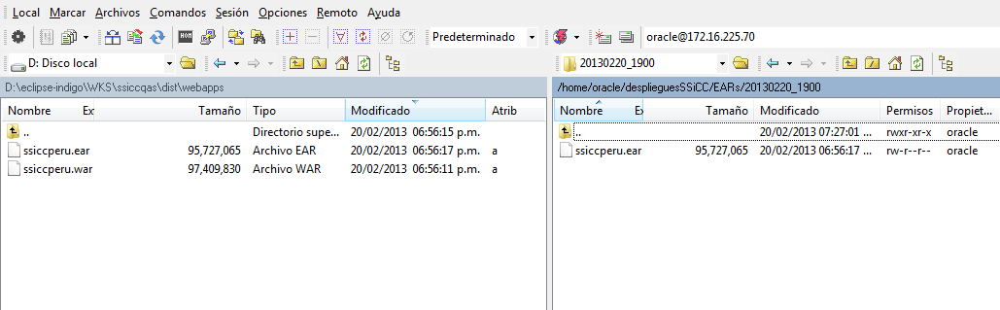 Local Marcar Archivos Comandos Sesión Opciones Remoto Ayuda
Predeterminado oracle@172.16.225.70
D: Disco local 20130220_1900
D:\eclipse-indigo\WKS\ssiccqas\dist\webapps /home/oracle/desplieguesSSiCC/EARs/20130220_1900
Nombre Ex Tamaño Tipo Modificado Atrib Nombre Ex Tamaño Modificado Permisos Propiet...
.. Directorio supe... 20/02/2013 06:56:15 p.m. .. 20/02/2013 07:27:01 ... rwxr-xr-x oracle
ssiccperu.ear 95,727,065 Archivo EAR 20/02/2013 06:56:17 p.m. a ssiccperu.ear 95,727,065 20/02/2013 06:56:17 ... rw-r--r-- oracle
ssiccperu.war 97,409,830 Archivo WAR 20/02/2013 06:56:11 p.m. a